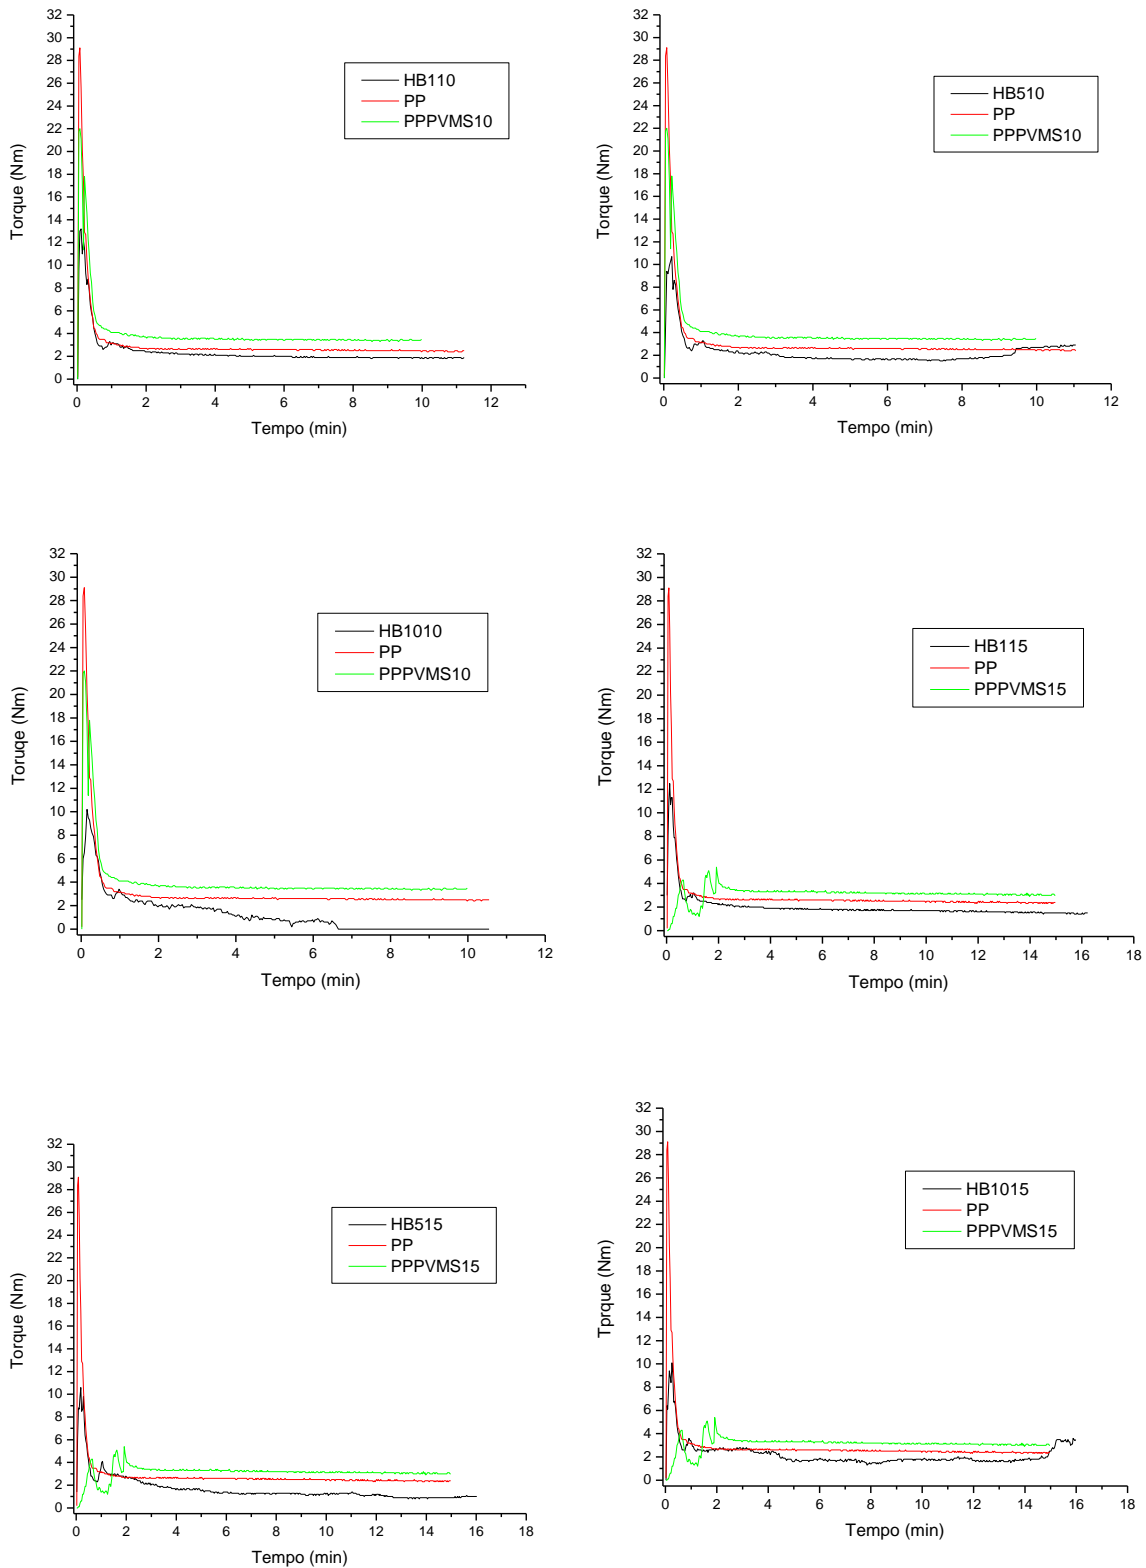 32
30
28
26
24
22
20
18
16
14
12
10
8
6
4
2
0
Torque (Nm)
HB110
PP
PPPVMS10
0 2 4 6 8 10 12
Tempo (min)
32
30
28
26
24
22
20
18
16
14
12
10
8
6
4
2
0
Torque (Nm)
HB510
PP
PPPVMS10
0 2 4 6 8 10 12
Tempo (min)
32
30
28
26
24
22
20
18
16
14
12
10
8
6
4
2
0
Toruqe (Nm)
HB1010
PP
PPPVMS10
0 2 4 6 8 10 12
Tempo (min)
32
30
28
26
24
22
20
18
16
14
12
10
8
6
4
2
0
Torque (Nm)
HB115
PP
PPPVMS15
0 2 4 6 8 10 12 14 16 18
Tempo (min)
32
30
28
26
24
22
20
18
16
14
12
10
8
6
4
2
0
Torque (Nm)
HB515
PP
PPPVMS15
0 2 4 6 8 10 12 14 16 18
Tempo (min)
32
30
28
26
24
22
20
18
16
14
12
10
8
6
4
2
0
Tprque (Nm)
HB1015
PP
PPPVMS15
0 2 4 6 8 10 12 14 16 18
Tempo (min)